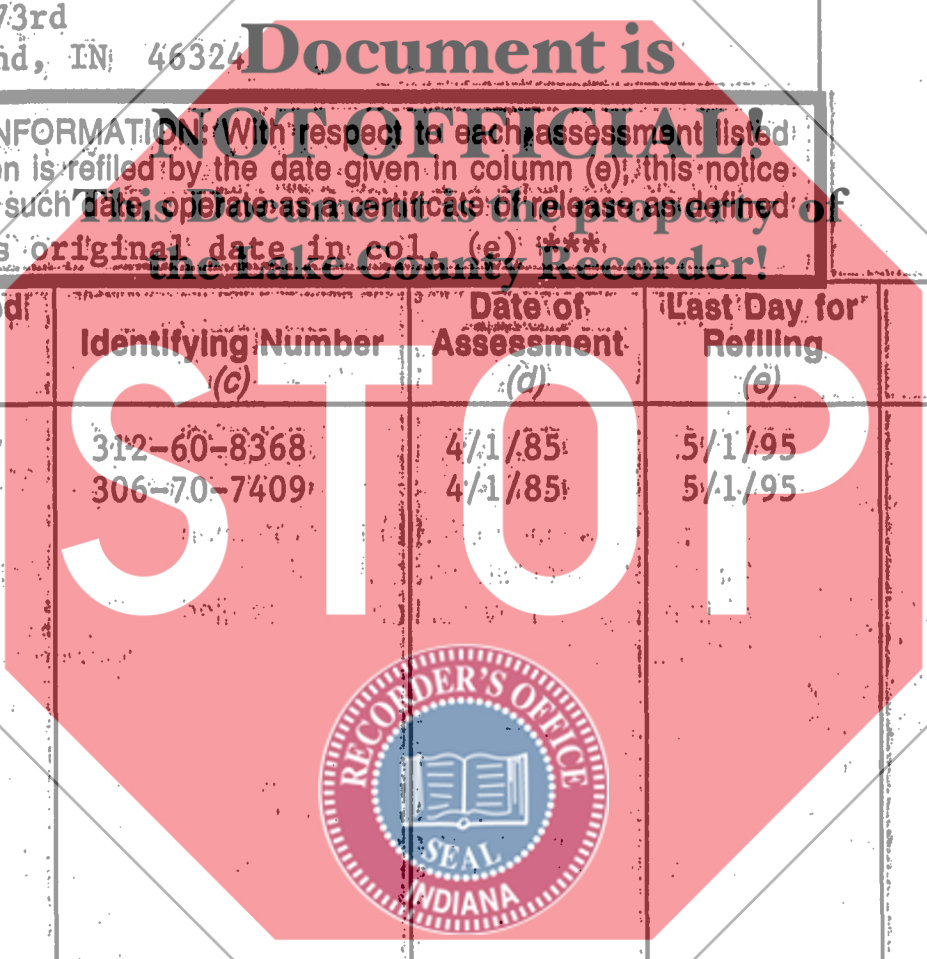 73rd
nd, IN 46324
Document is
NOT OFFICIAL!
This Document is the property of
the Lake County Recorder!
NFORMATION: With respect to each assessment listed
en is refiled by the date given in column (e), this notice
such date, operate as a certificate of release as defined
s original date in col. (e) ***
od
Identifying Number
(c)
Date of
Assessment
(d)
Last Day for
Refiling
(e)
312-60-8368 4/1/85 5/1/95
306-70-7409 4/1/85 5/1/95
STOP
RECORDER'S OFFICE
SEAL
INDIANA